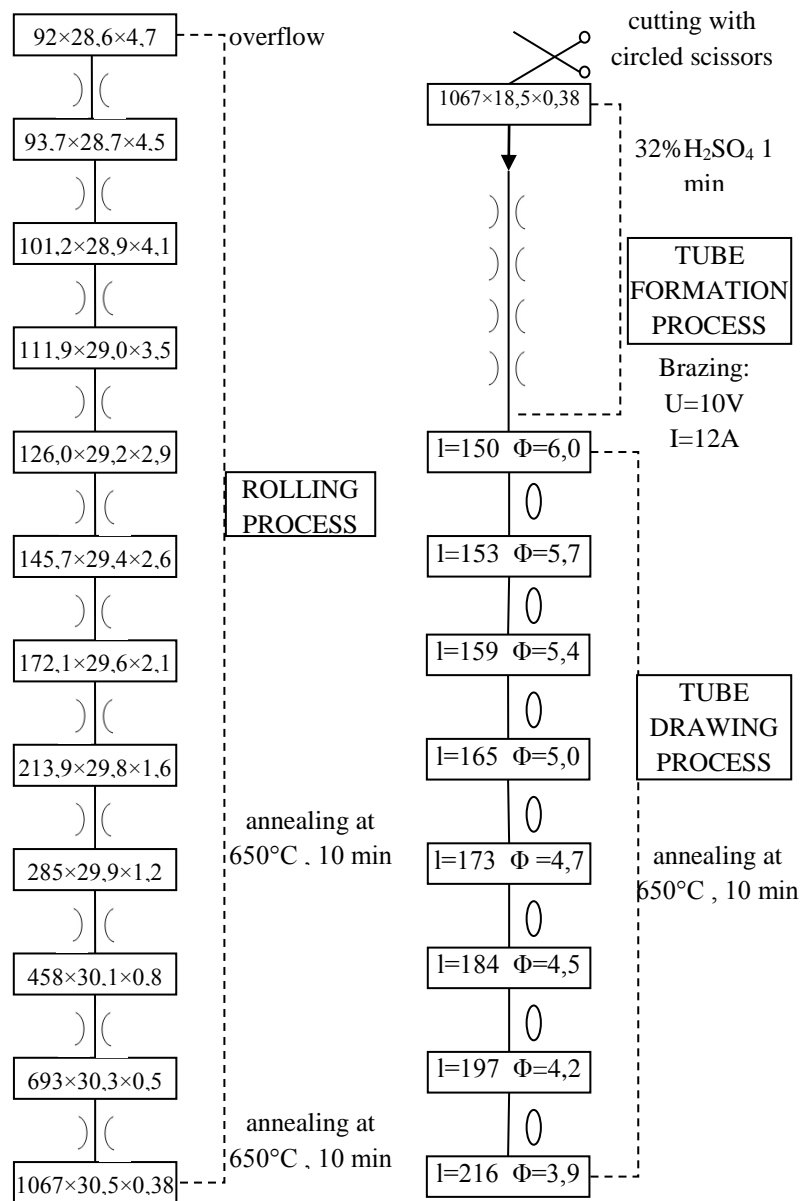 92×28,6×4,7
overflow
93,7×28,7×4,5
101,2×28,9×4,1
111,9×29,0×3,5
126,0×29,2×2,9
ROLLING
PROCESS
145,7×29,4×2,6
172,1×29,6×2,1
213,9×29,8×1,6
annealing at
650°C , 10 min
285×29,9×1,2
458×30,1×0,8
693×30,3×0,5
annealing at
650°C , 10 min
1067×30,5×0,38
cutting with
circled scissors
1067×18,5×0,38
32%H₂SO₄ 1
min
TUBE
FORMATION
PROCESS
Brazing:
U=10V
I=12A
l=150 Φ=6,0
l=153 Φ=5,7
l=159 Φ=5,4
TUBE
DRAWING
PROCESS
l=165 Φ=5,0
l=173 Φ =4,7
annealing at
650°C , 10 min
l=184 Φ=4,5
l=197 Φ=4,2
l=216 Φ=3,9